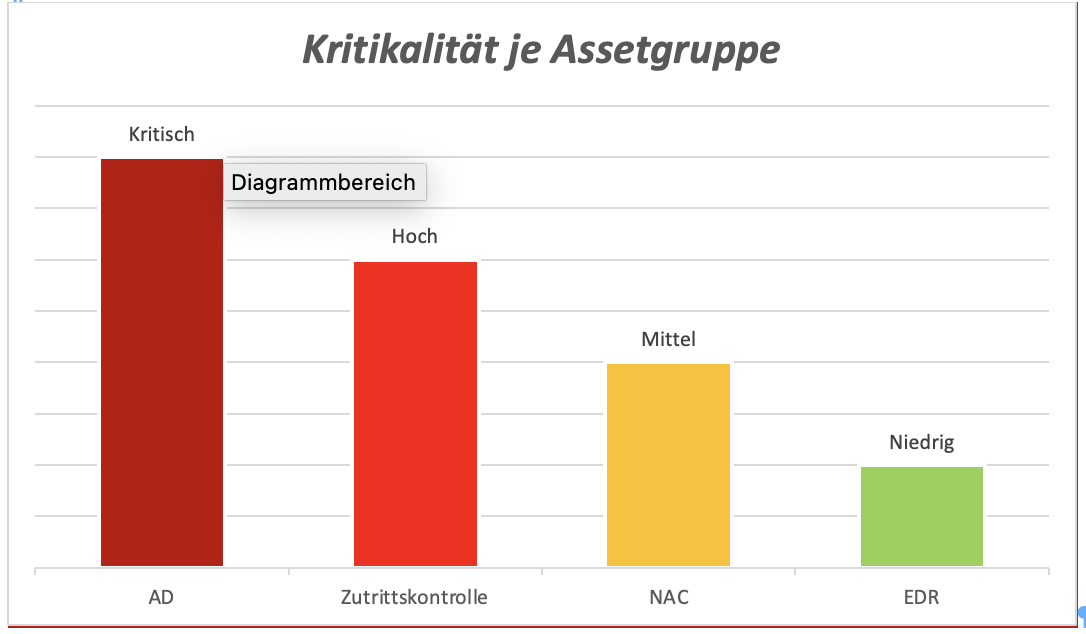 Kritikalität je Assetgruppe
Kritisch
Diagrammbereich
Hoch
Mittel
Niedrig
AD
Zutrittskontrolle
NAC
EDR